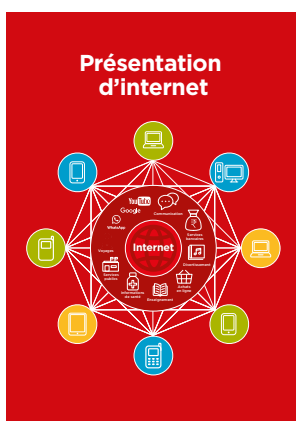 Présentation
d'internet
YouTube
Google
WhatsApp
Communication
Services
bancaires
Voyages
Internet
Divertissement
Services
publics
Informations
de santé
Enseignement
Achats
en ligne